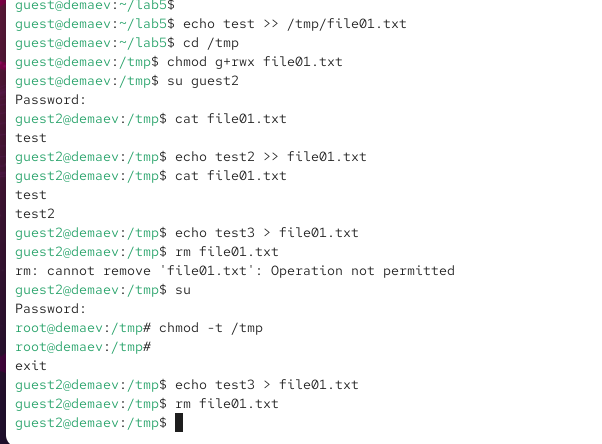 guest@demaev:~/lab5$
guest@demaev:~/lab5$ echo test >> /tmp/file01.txt
guest@demaev:~/lab5$ cd /tmp
guest@demaev:/tmp$ chmod g+rwx file01.txt
guest@demaev:/tmp$ su guest2
Password:
guest2@demaev:/tmp$ cat file01.txt
test
guest2@demaev:/tmp$ echo test2 >> file01.txt
guest2@demaev:/tmp$ cat file01.txt
test
test2
guest2@demaev:/tmp$ echo test3 > file01.txt
guest2@demaev:/tmp$ rm file01.txt
rm: cannot remove 'file01.txt': Operation not permitted
guest2@demaev:/tmp$ su
Password:
root@demaev:/tmp# chmod -t /tmp
root@demaev:/tmp#
exit
guest2@demaev:/tmp$ echo test3 > file01.txt
guest2@demaev:/tmp$ rm file01.txt
guest2@demaev:/tmp$